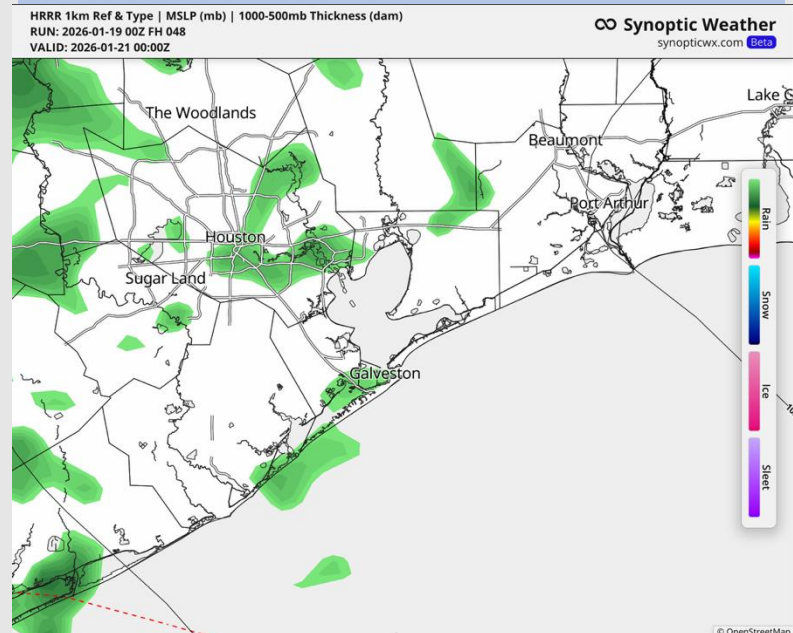 HRRR 1km Ref & Type | MSLP (mb) | 1000-500mb Thickness (dam)
RUN: 2026-01-19 00Z FH 048
VALID: 2026-01-21 00:00Z
Synoptic Weather
synopticwx.com Beta
The Woodlands
Lake
Beaumont
Port Arthur
Houston
Sugar Land
Galveston
Rain
Snow
Ice
Sleet
© OpenStreetMap